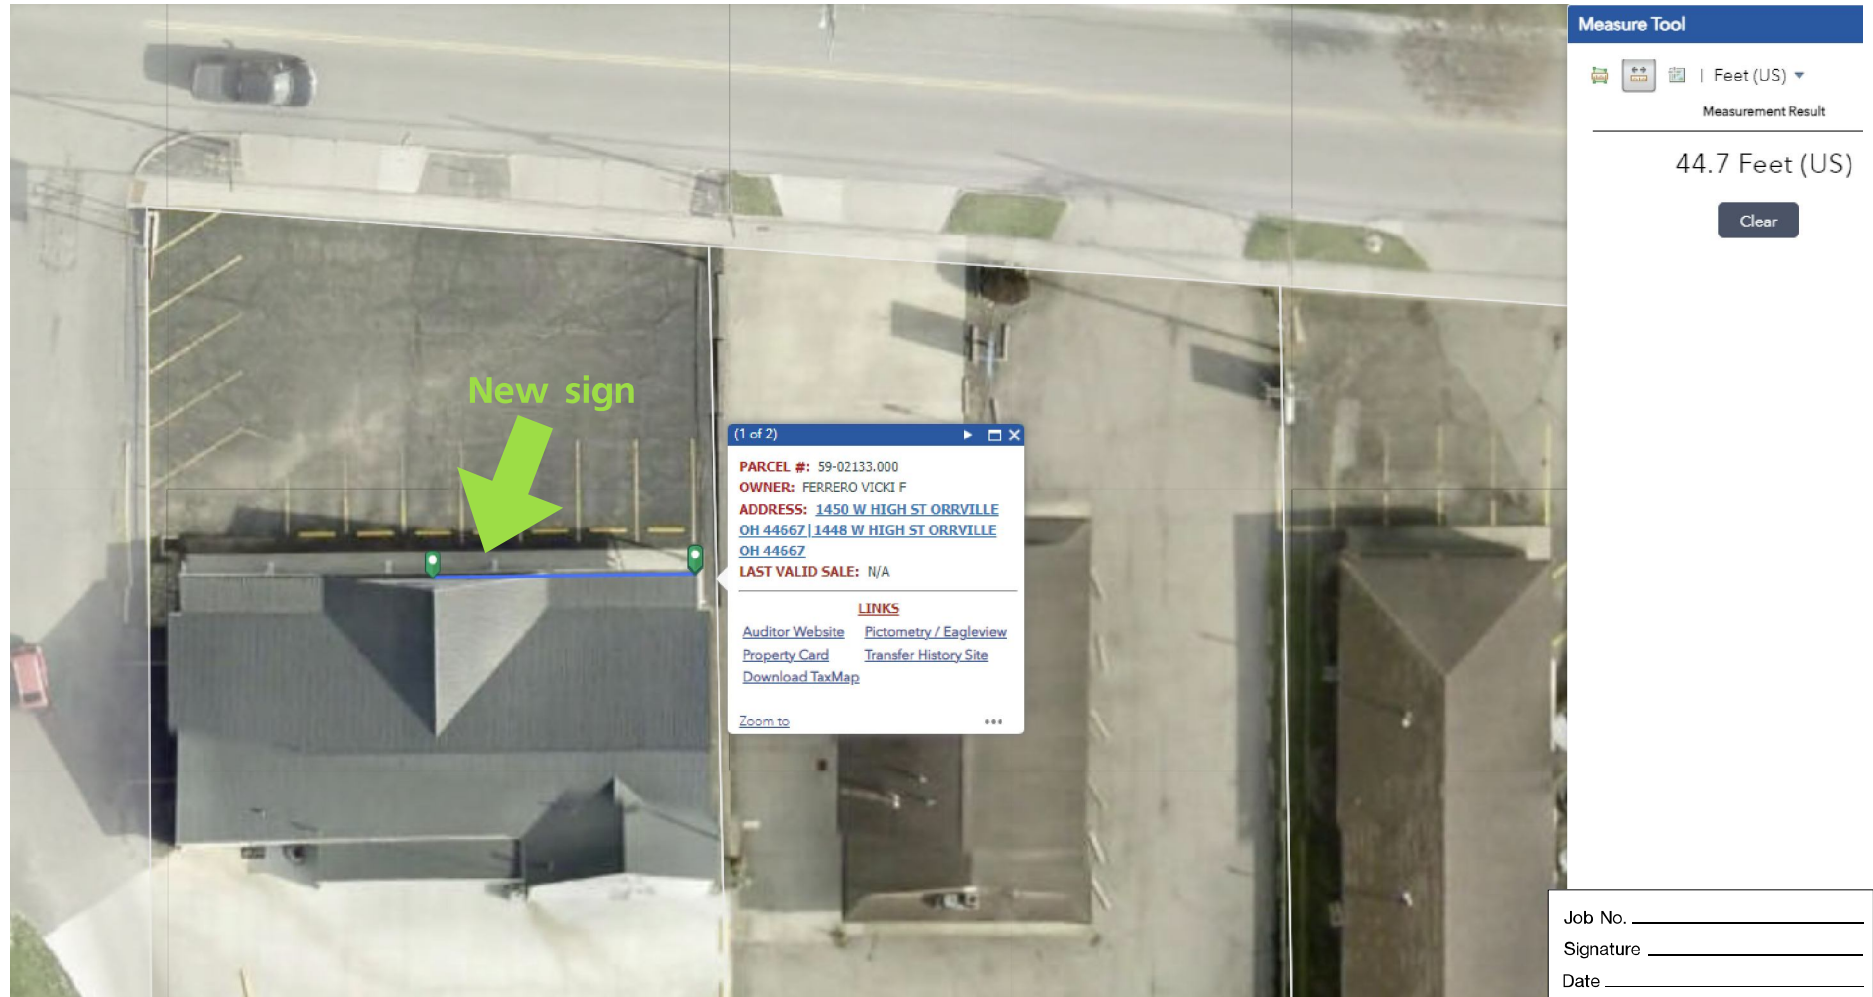 Measure Tool
| Feet (US)
Measurement Result
44.7 Feet (US)
Clear
New sign
(1 of 2)
PARCEL #: 59-02133.000
OWNER: FERRERO VICKI F
ADDRESS: 1450 W HIGH ST ORRVILLE
OH 44667|1448 W HIGH ST ORRVILLE
OH 44667
LAST VALID SALE: N/A
LINKS
Auditor Website Pictometry / Eagleview
Property Card Transfer History Site
Download TaxMap
Zoom to
Job No.
Signature
Date